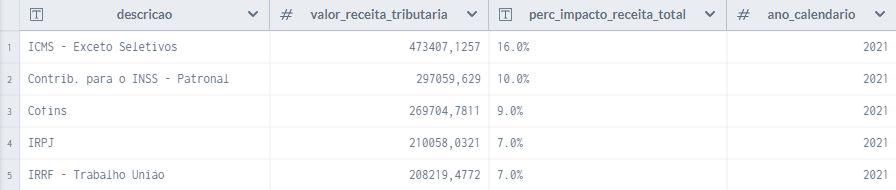 descricao # valor_receita_tributaria T perc_impacto_receita_total # ano_calendario
1 ICMS - Exceto Seletivos 473407,1257 16.0% 2021
2 Contrib. para o INSS - Patronal 297059,629 10.0% 2021
3 Cofins 269704,7811 9.0% 2021
4 IRPJ 210058,0321 7.0% 2021
5 IRRF - Trabalho União 208219,4772 7.0% 2021